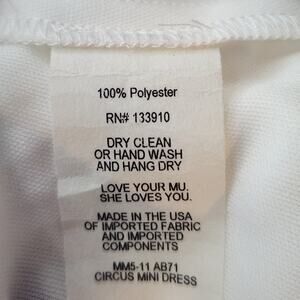 100% Polyester
RN# 133910
DRY CLEAN
OR HAND WASH
AND HANG DRY
LOVE YOUR MU.
SHE LOVES YOU.
MADE IN THE USA
OF IMPORTED FABRIC
AND IMPORTED
COMPONENTS
MM5-11 AB71
CIRCUS MINI DRESS